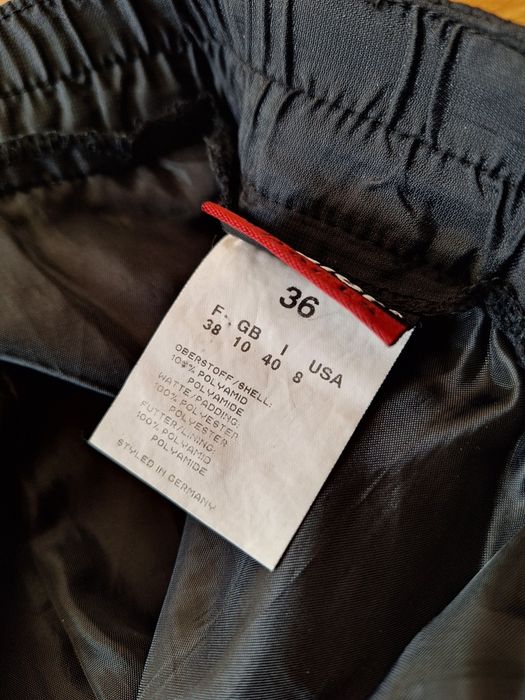 36
F GB I USA
38 10 40 8
OBERSTOFF/SHELL:
100% POLYAMID
POLYAMIDE
WATTE/PADDING:
100% POLYESTER
POLYESTER
FUTTER/LINING:
100% POLYAMID
POLYAMIDE
STYLED IN GERMANY